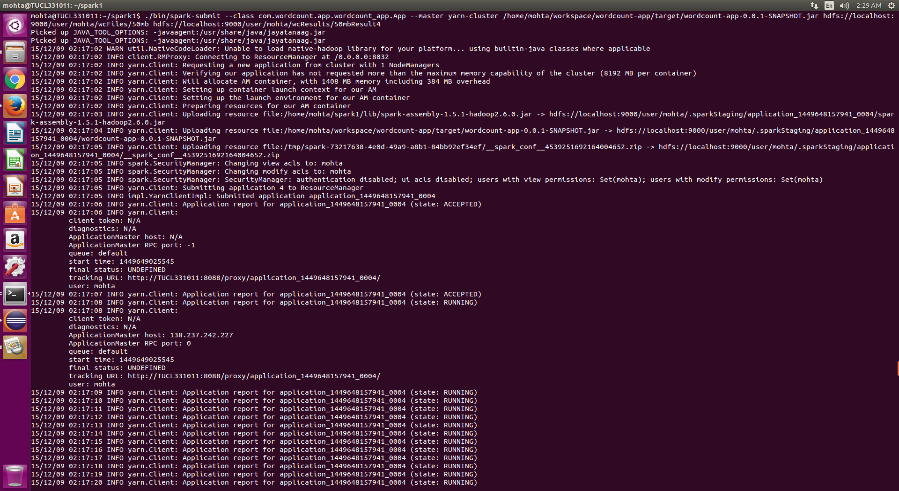 En 2:29 AM
mohta@TUCL331011:~/spark1$ ./bin/spark-submit --class com.wordcount.app.wordcount_app.App --master yarn-cluster /home/mohta/workspace/wordcount-app/target/wordcount-app-0.0.1-SNAPSHOT.jar hdfs://localhost:
9000/user/mohta/wcFiles/50mb hdfs://localhost:9000/user/mohta/wcResults/50mbResult4
Picked up JAVA_TOOL_OPTIONS: -javaagent:/usr/share/java/jayatanaag.jar
Picked up JAVA_TOOL_OPTIONS: -javaagent:/usr/share/java/jayatanaag.jar
15/12/09 02:17:02 WARN util.NativeCodeLoader: Unable to load native-hadoop library for your platform... using builtin-java classes where applicable
15/12/09 02:17:02 INFO client.RMProxy: Connecting to ResourceManager at /0.0.0.0:8032
15/12/09 02:17:02 INFO yarn.Client: Requesting a new application from cluster with 1 NodeManagers
15/12/09 02:17:02 INFO yarn.Client: Verifying our application has not requested more than the maximum memory capability of the cluster (8192 MB per container)
15/12/09 02:17:02 INFO yarn.Client: Will allocate AM container, with 1408 MB memory including 384 MB overhead
15/12/09 02:17:02 INFO yarn.Client: Setting up container launch context for our AM
15/12/09 02:17:02 INFO yarn.Client: Setting up the launch environment for our AM container
15/12/09 02:17:02 INFO yarn.Client: Preparing resources for our AM container
15/12/09 02:17:03 INFO yarn.Client: Uploading resource file:/home/mohta/spark1/lib/spark-assembly-1.5.1-hadoop2.6.0.jar -> hdfs://localhost:9000/user/mohta/.sparkStaging/application_1449648157941_0004/spar
k-assembly-1.5.1-hadoop2.6.0.jar
15/12/09 02:17:04 INFO yarn.Client: Uploading resource file:/home/mohta/workspace/wordcount-app/target/wordcount-app-0.0.1-SNAPSHOT.jar -> hdfs://localhost:9000/user/mohta/.sparkStaging/application_1449648
157941_0004/wordcount-app-0.0.1-SNAPSHOT.jar
15/12/09 02:17:05 INFO yarn.Client: Uploading resource file:/tmp/spark-73217638-4e0d-49a9-a8b1-84bb92ef34ef/__spark_conf__4539251692164004652.zip -> hdfs://localhost:9000/user/mohta/.sparkStaging/applicati
on_1449648157941_0004/__spark_conf__4539251692164004652.zip
15/12/09 02:17:05 INFO spark.SecurityManager: Changing view acls to: mohta
15/12/09 02:17:05 INFO spark.SecurityManager: Changing modify acls to: mohta
15/12/09 02:17:05 INFO spark.SecurityManager: SecurityManager: authentication disabled; ui acls disabled; users with view permissions: Set(mohta); users with modify permissions: Set(mohta)
15/12/09 02:17:05 INFO yarn.Client: Submitting application 4 to ResourceManager
15/12/09 02:17:05 INFO impl.YarnClientImpl: Submitted application application_1449648157941_0004
15/12/09 02:17:06 INFO yarn.Client: Application report for application_1449648157941_0004 (state: ACCEPTED)
15/12/09 02:17:06 INFO yarn.Client:
client token: N/A
diagnostics: N/A
ApplicationMaster host: N/A
ApplicationMaster RPC port: -1
queue: default
start time: 1449649025545
final status: UNDEFINED
tracking URL: http://TUCL331011:8088/proxy/application_1449648157941_0004/
user: mohta
15/12/09 02:17:07 INFO yarn.Client: Application report for application_1449648157941_0004 (state: ACCEPTED)
15/12/09 02:17:08 INFO yarn.Client: Application report for application_1449648157941_0004 (state: RUNNING)
15/12/09 02:17:08 INFO yarn.Client:
client token: N/A
diagnostics: N/A
ApplicationMaster host: 138.237.242.227
ApplicationMaster RPC port: 0
queue: default
start time: 1449649025545
final status: UNDEFINED
tracking URL: http://TUCL331011:8088/proxy/application_1449648157941_0004/
user: mohta
15/12/09 02:17:09 INFO yarn.Client: Application report for application_1449648157941_0004 (state: RUNNING)
15/12/09 02:17:10 INFO yarn.Client: Application report for application_1449648157941_0004 (state: RUNNING)
15/12/09 02:17:11 INFO yarn.Client: Application report for application_1449648157941_0004 (state: RUNNING)
15/12/09 02:17:12 INFO yarn.Client: Application report for application_1449648157941_0004 (state: RUNNING)
15/12/09 02:17:13 INFO yarn.Client: Application report for application_1449648157941_0004 (state: RUNNING)
15/12/09 02:17:14 INFO yarn.Client: Application report for application_1449648157941_0004 (state: RUNNING)
15/12/09 02:17:15 INFO yarn.Client: Application report for application_1449648157941_0004 (state: RUNNING)
15/12/09 02:17:16 INFO yarn.Client: Application report for application_1449648157941_0004 (state: RUNNING)
15/12/09 02:17:17 INFO yarn.Client: Application report for application_1449648157941_0004 (state: RUNNING)
15/12/09 02:17:18 INFO yarn.Client: Application report for application_1449648157941_0004 (state: RUNNING)
15/12/09 02:17:19 INFO yarn.Client: Application report for application_1449648157941_0004 (state: RUNNING)
15/12/09 02:17:20 INFO yarn.Client: Application report for application_1449648157941_0004 (state: RUNNING)